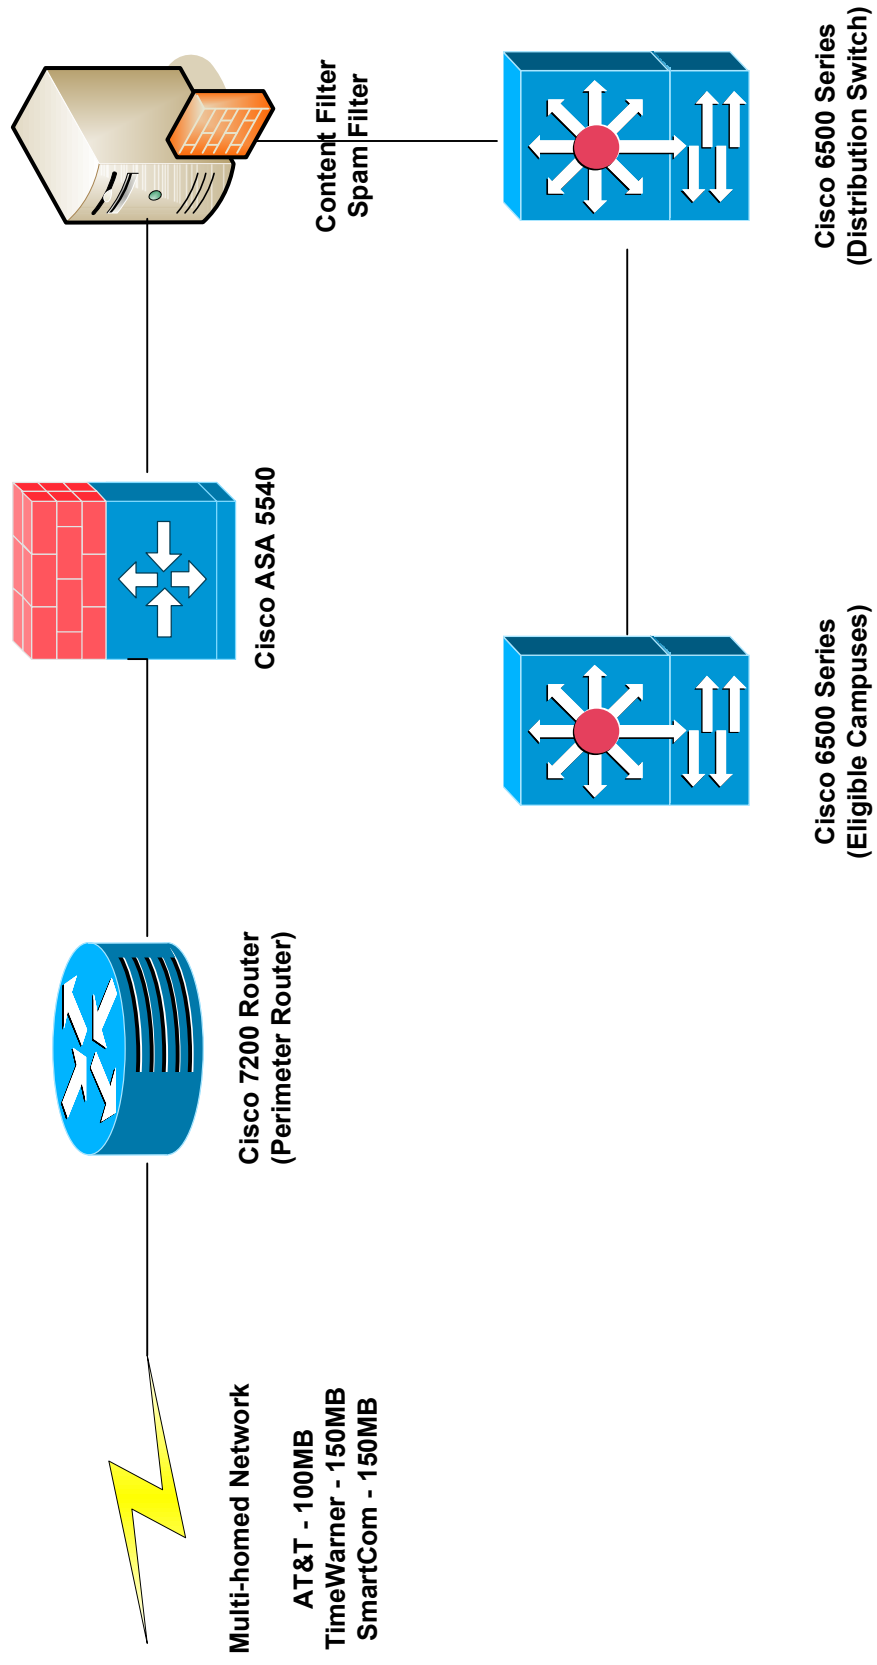 Multi-homed Network
AT&T - 100MB
TimeWarner - 150MB
SmartCom - 150MB
Cisco 7200 Router
(Perimeter Router)
Cisco ASA 5540
Content Filter
Spam Filter
Cisco 6500 Series
(Eligible Campuses)
Cisco 6500 Series
(Distribution Switch)